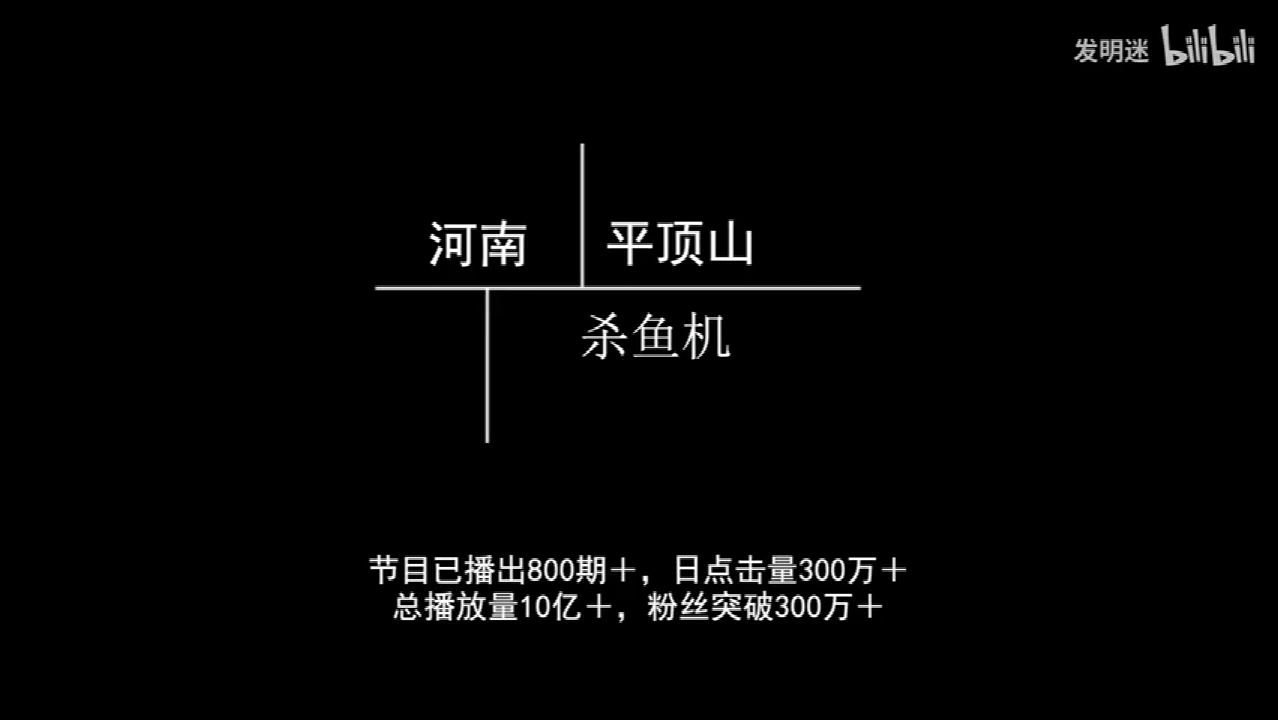 发明迷 bilibili
河南 平顶山
杀鱼机
节目已播出800期＋，日点击量300万＋
总播放量10亿＋，粉丝突破300万＋